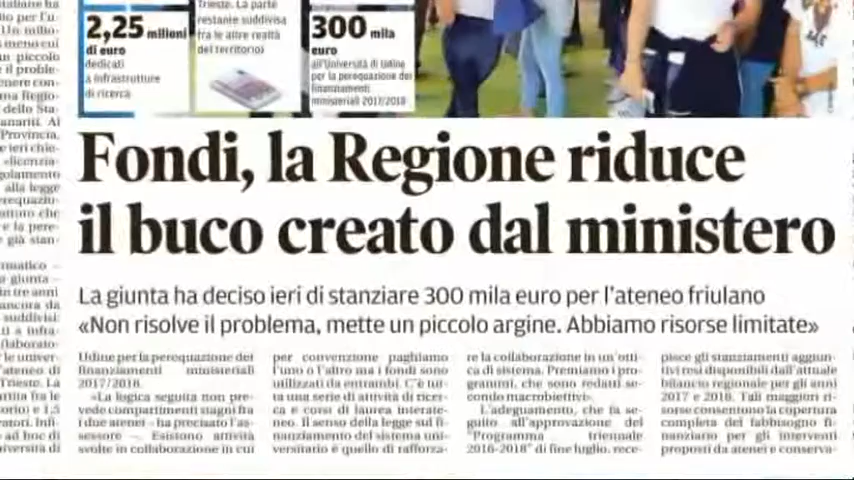 2,25 milioni
di euro
dedicati
a infrastrutture
di ricerca
Trieste. La parte
restante suddivisa
fra le altre realtà
del territorio)
300 mila
euro
all'Università di Udine
per la perequazione dei
finanziamenti
ministeriali 2017/2018
Fondi, la Regione riduce
il buco creato dal ministero
La giunta ha deciso ieri di stanziare 300 mila euro per l'ateneo friulano
«Non risolve il problema, mette un piccolo argine. Abbiamo risorse limitate»
Udine per la perequazione dei
finanziamenti ministeriali
2017/2018.
«La logica seguita non pre-
vede compartimenti stagni fra
i due atenei – ha precisato l'as-
sessore –. Esistono attività
svolte in collaborazione in cui
per convenzione paghiamo
l'uno o l'altro ma i fondi sono
utilizzati da entrambi. C'è tut-
ta una serie di attività di ricer-
ca e corsi di laurea interate-
neo. Il senso della legge sul fi-
nanziamento del sistema uni-
versitario è quello di rafforza-
re la collaborazione in un'otti-
ca di sistema. Premiamo i pro-
grammi, che sono redatti se-
condo macrobiettivi».
L'adeguamento, che fa se-
guito all'approvazione del
"Programma triennale
2016-2018" di fine luglio, rece-
pisce gli stanziamenti aggiun-
tivi resi disponibili dall'attuale
bilancio regionale per gli anni
2017 e 2018. Tali maggiori ri-
sorse consentono la copertura
completa del fabbisogno fi-
nanziario per gli interventi
proposti da atenei e conserva-